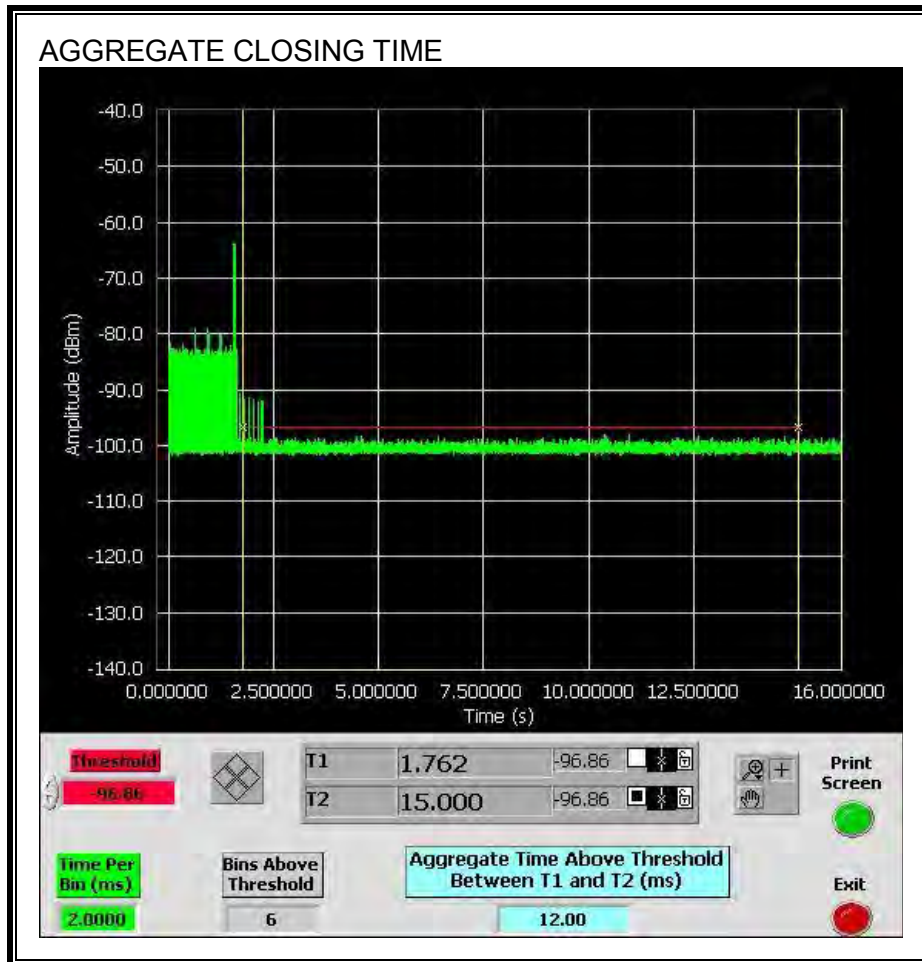 AGGREGATE CLOSING TIME
-40.0
-50.0
-60.0
-70.0
-80.0
-90.0
-100.0
-110.0
-120.0
-130.0
-140.0
Amplitude (dBm)
0.000000 2.500000 5.000000 7.500000 10.000000 12.500000 16.000000
Time (s)
Threshold
-96.86
T1 1.762 -96.86
T2 15.000 -96.86
Print
Screen
Time Per
Bin (ms)
2.0000
Bins Above
Threshold
6
Aggregate Time Above Threshold
Between T1 and T2 (ms)
12.00
Exit